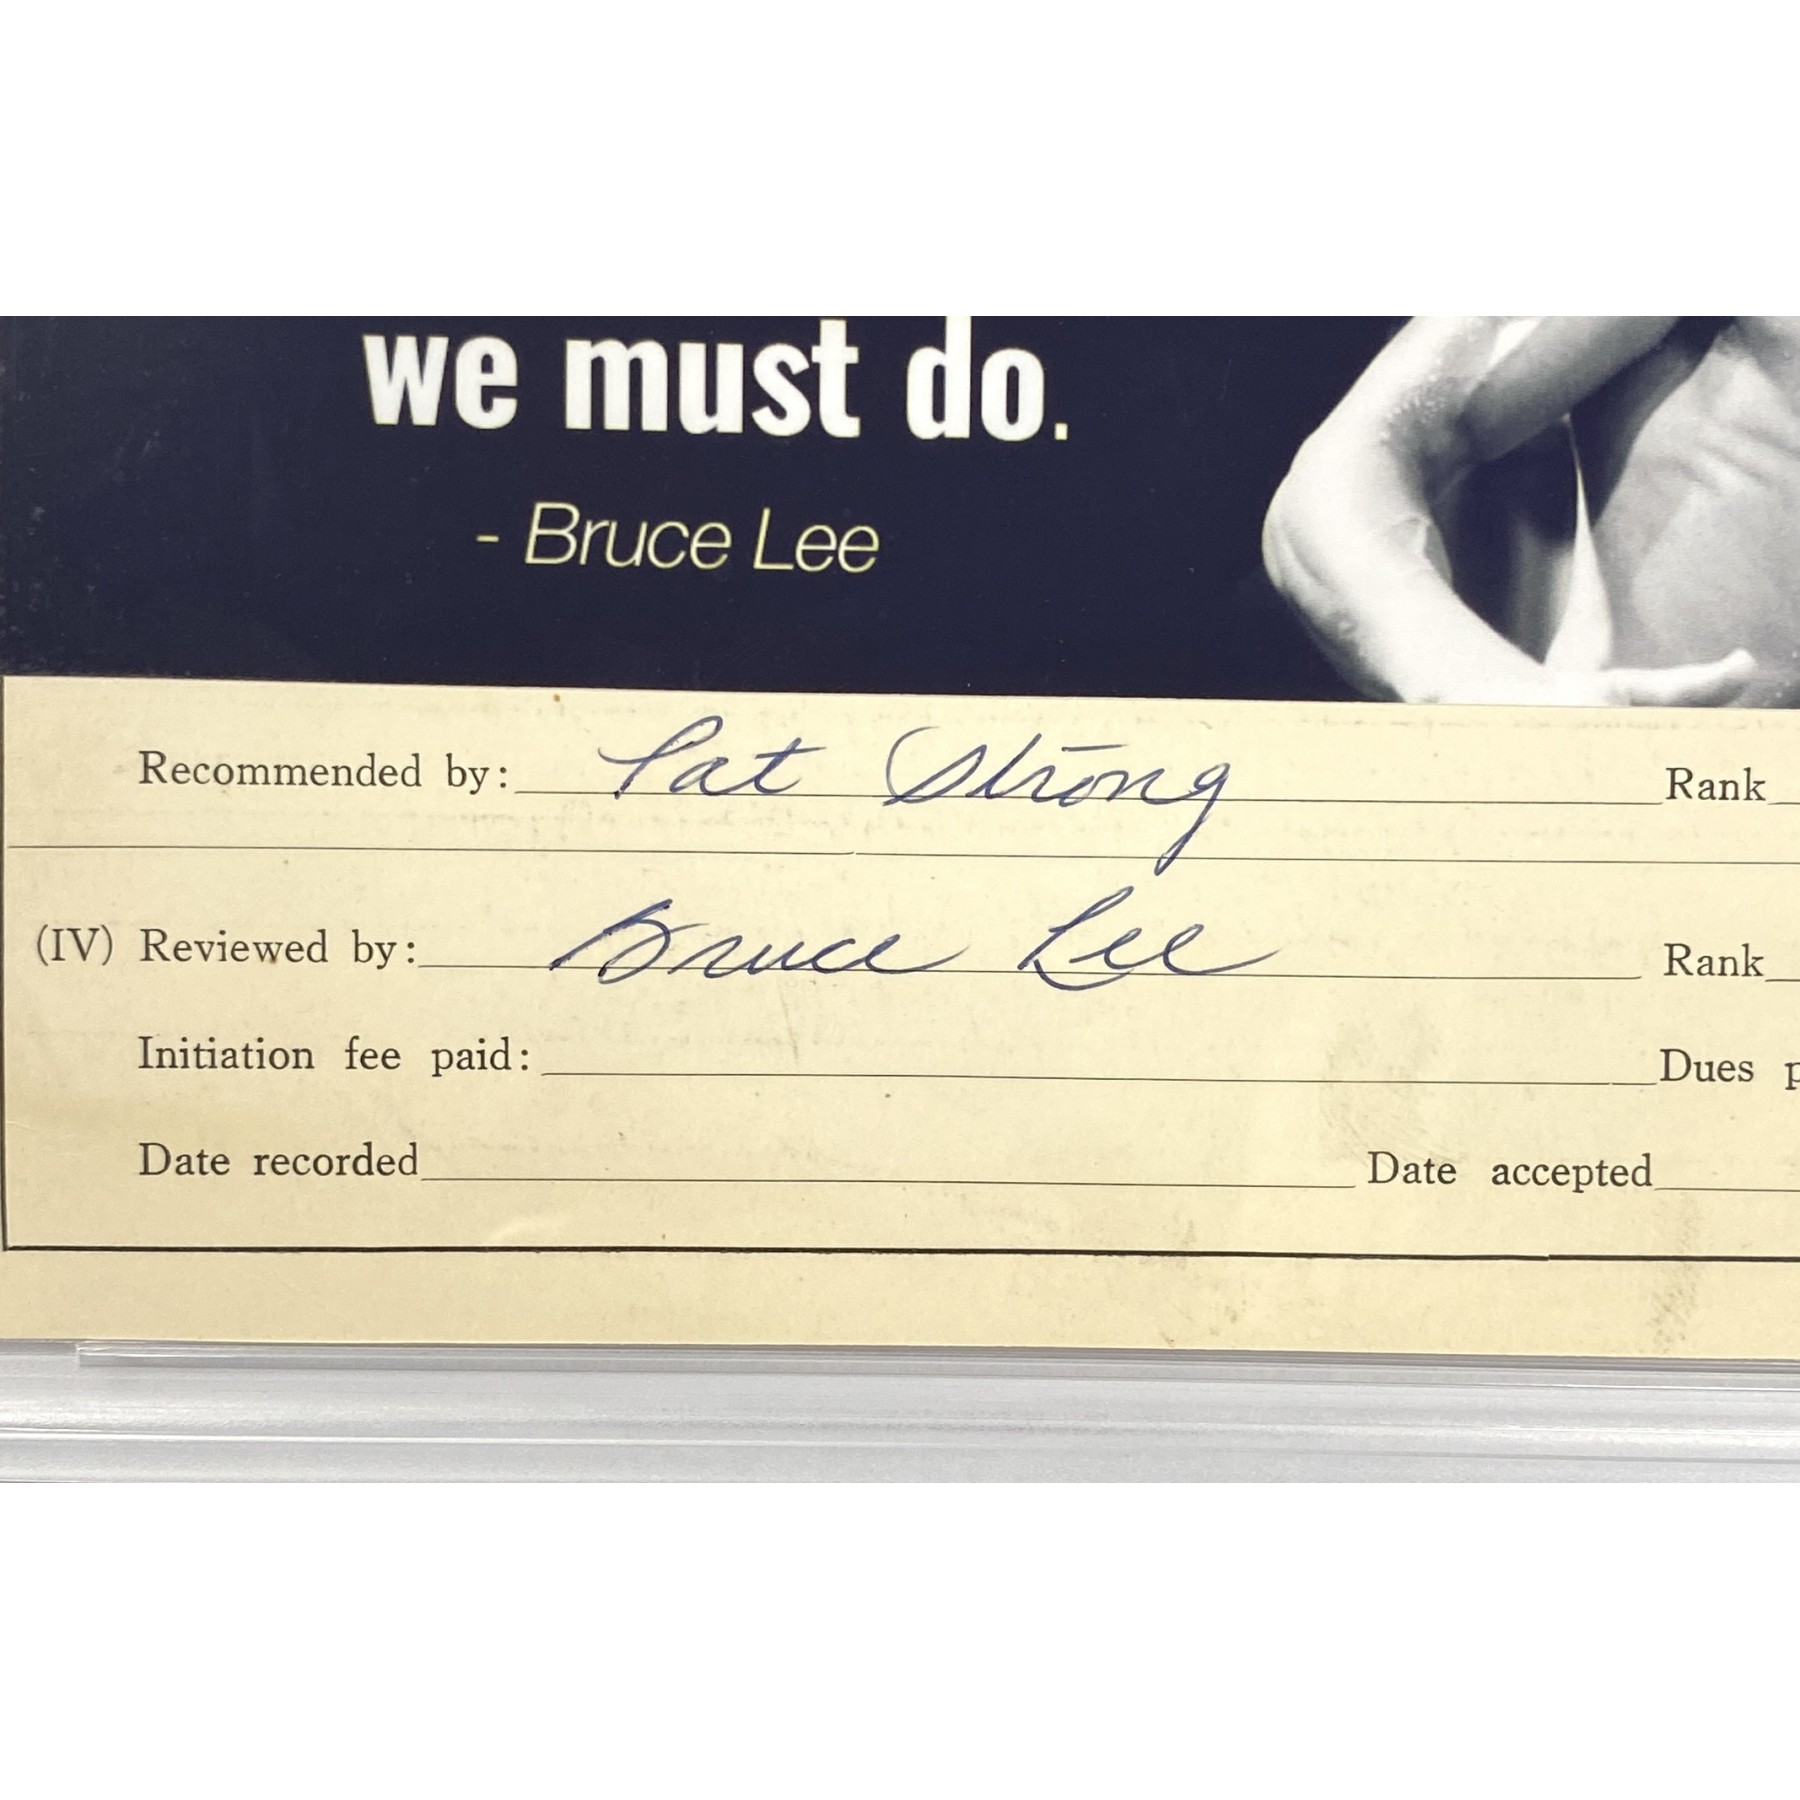 we must do.
- Bruce Lee
Recommended by: Pat Strong Rank
(IV) Reviewed by: Bruce Lee Rank
Initiation fee paid: Dues p
Date recorded Date accepted